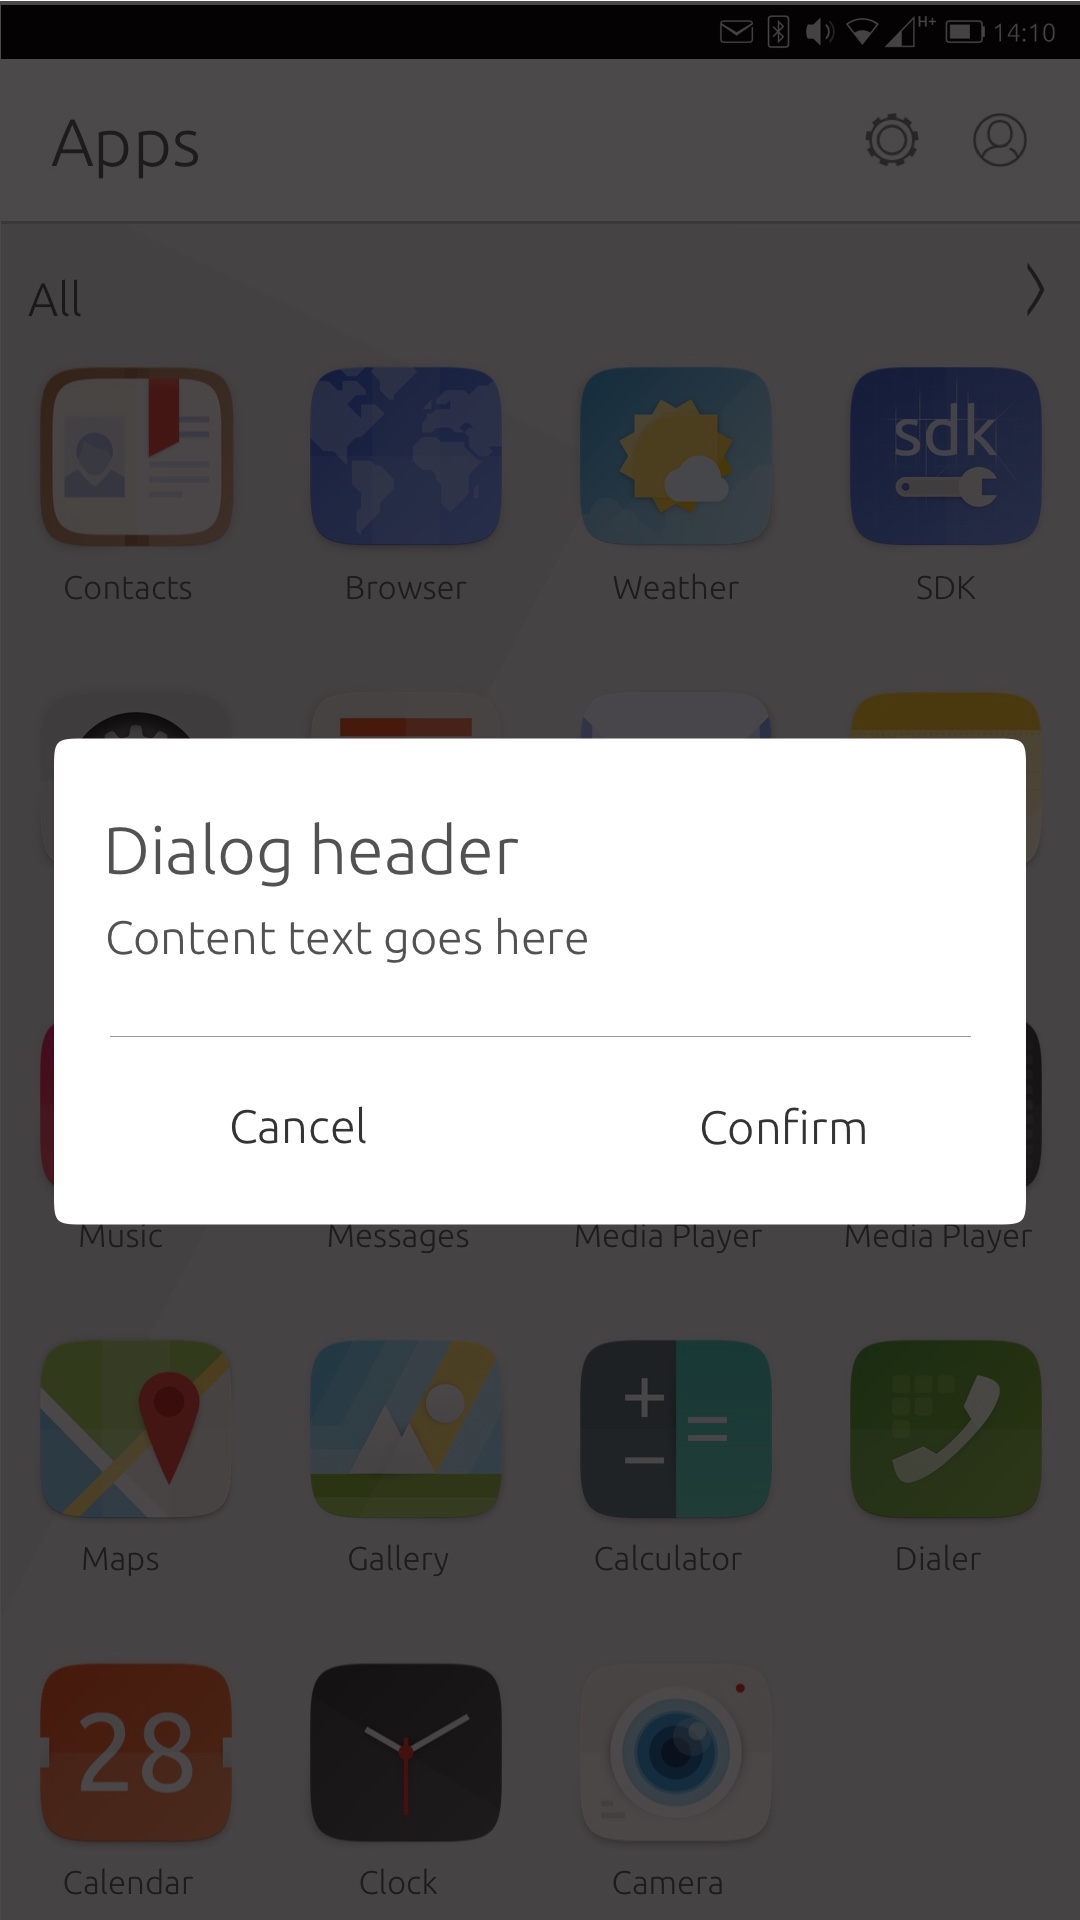 H+ 14:10
Apps
All
sdk
Contacts Browser Weather SDK
Dialog header
Content text goes here
Cancel Confirm
Music Messages Media Player Media Player
Maps Gallery Calculator Dialer
28
Calendar Clock Camera